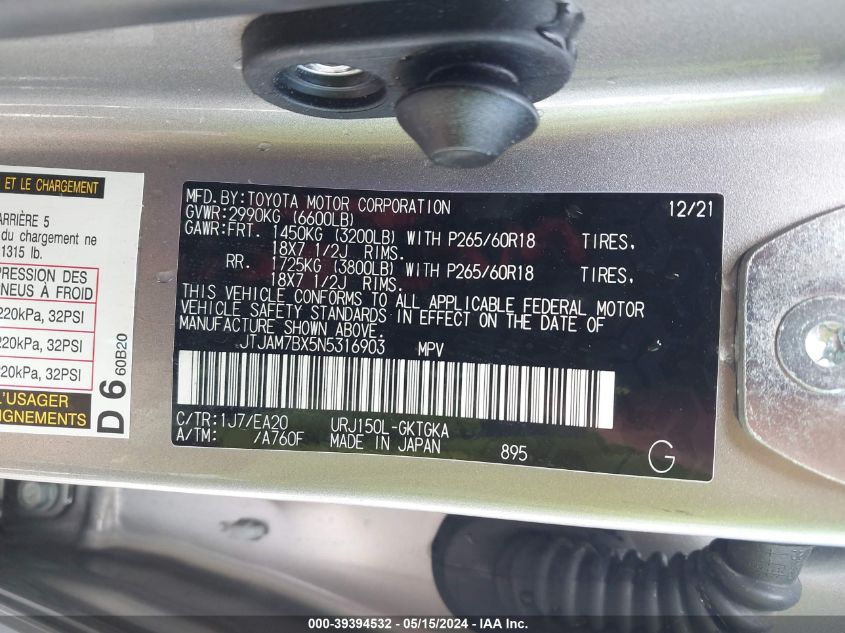 ET LE CHARGEMENT
ARRIÈRE 5
du chargement ne
1315 lb.
PRESSION DES
NEUS À FROID
220kPa, 32PSI
220kPa, 32PSI
220kPa, 32PSI
L'USAGER
IGNEMENTS
D 6 60B20
MFD.BY:TOYOTA MOTOR CORPORATION 12/21
GVWR:2990KG (6600LB)
GAWR:FRT. 1450KG (3200LB) WITH P265/60R18 TIRES,
18X7 1/2J RIMS.
RR. 1725KG (3800LB) WITH P265/60R18 TIRES,
18X7 1/2J RIMS.
THIS VEHICLE CONFORMS TO ALL APPLICABLE FEDERAL MOTOR
VEHICLE SAFETY STANDARDS IN EFFECT ON THE DATE OF
MANUFACTURE SHOWN ABOVE.
JTJAM7BX5N5316903 MPV
C/TR:1J7/EA20 URJ150L-GKTGKA
A/TM: /A760F MADE IN JAPAN 895 G
000-39394532 - 05/15/2024 - IAA Inc.